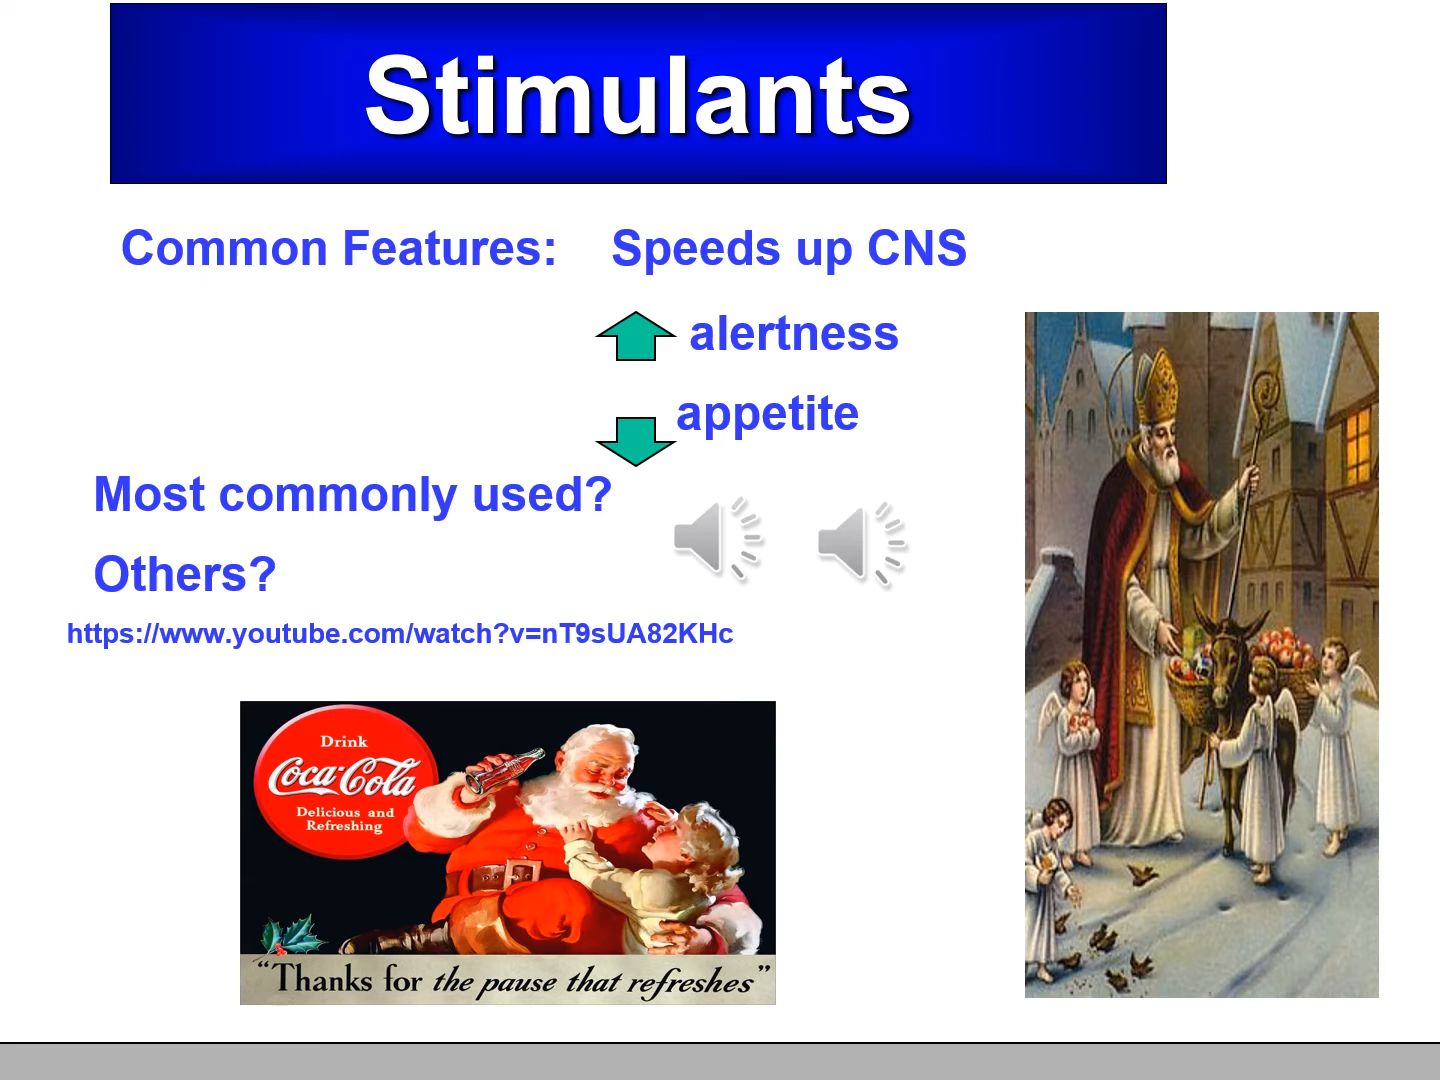 Stimulants
Common Features: Speeds up CNS
alertness
appetite
Most commonly used?
Others?
https://www.youtube.com/watch?v=nT9sUA82KHc
Drink
Coca-Cola
Delicious and
Refreshing
“Thanks for the pause that refreshes”